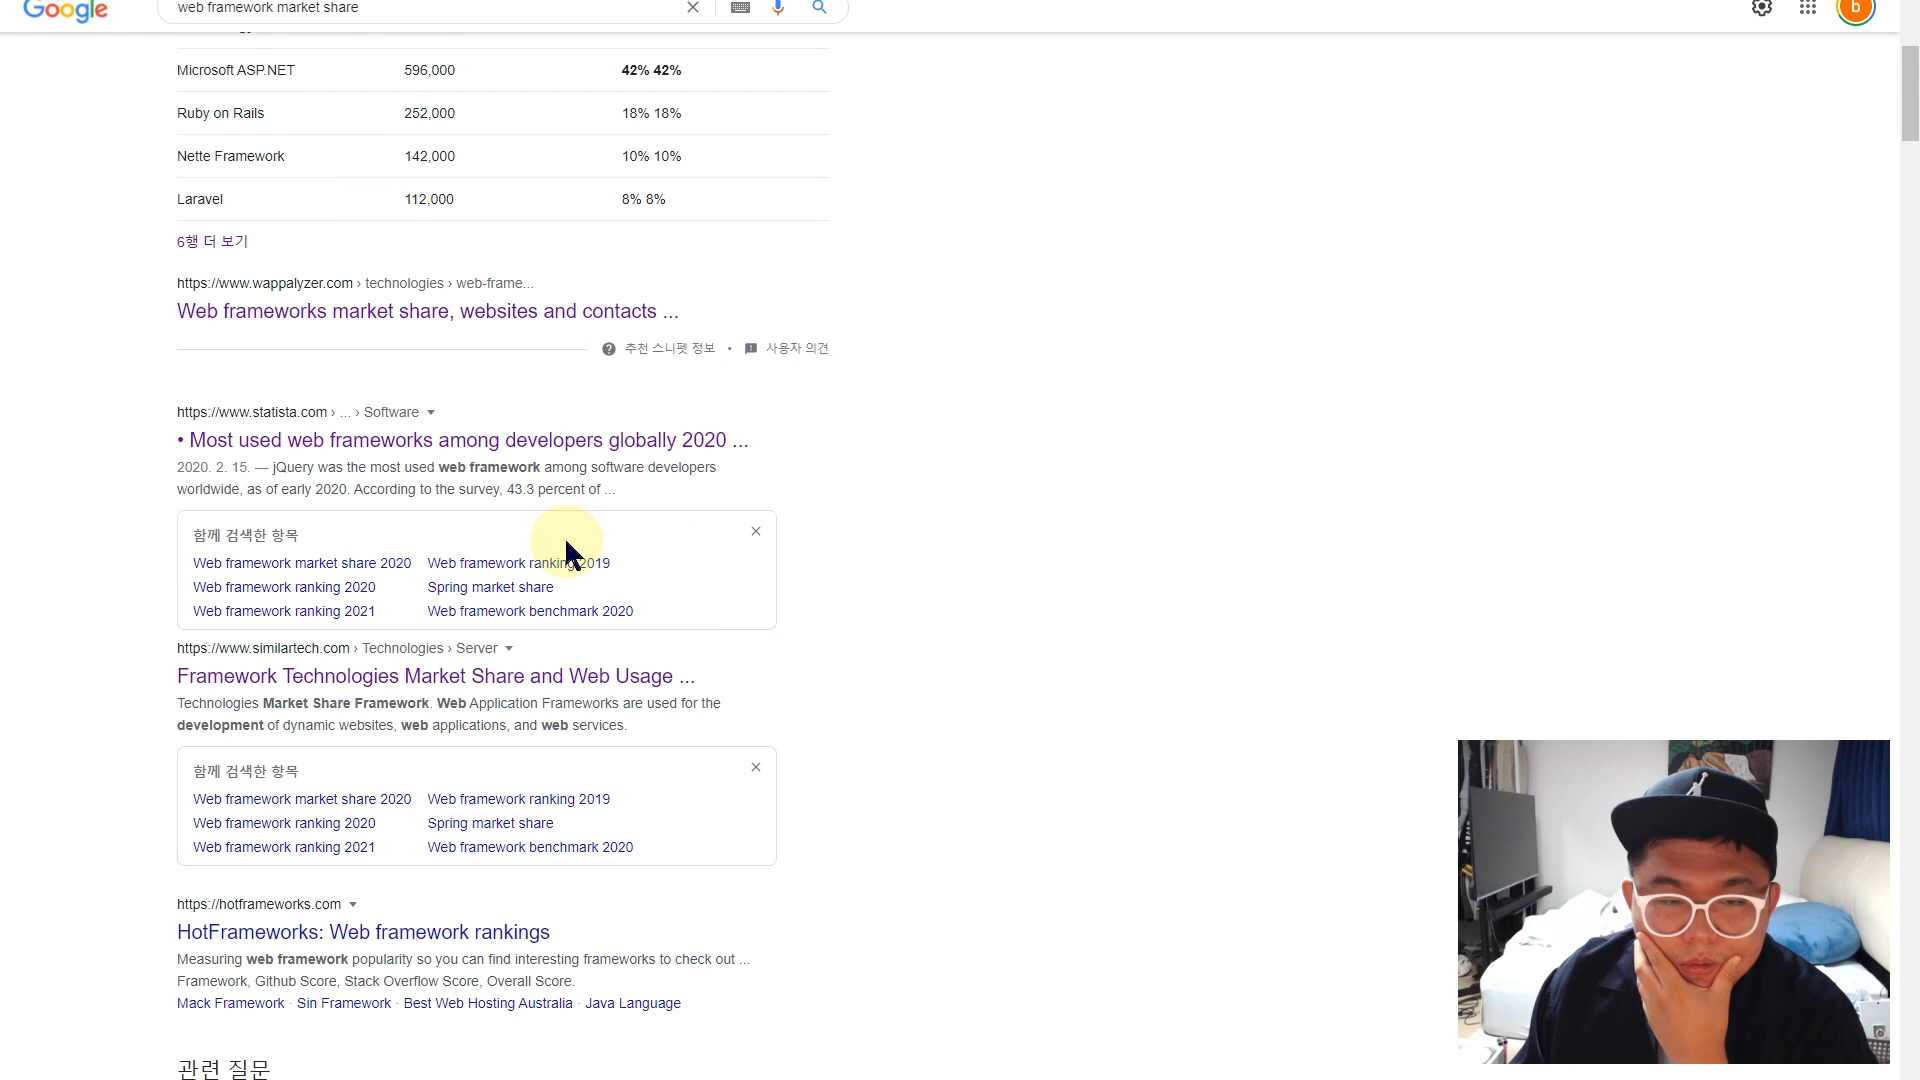 Google
web framework market share
b
Microsoft ASP.NET 596,000 42% 42%
Ruby on Rails 252,000 18% 18%
Nette Framework 142,000 10% 10%
Laravel 112,000 8% 8%
6행 더 보기
https://www.wappalyzer.com › technologies › web-frame...
Web frameworks market share, websites and contacts ...
추천 스니펫 정보 • 사용자 의견
https://www.statista.com › ... › Software
• Most used web frameworks among developers globally 2020 ...
2020. 2. 15. — jQuery was the most used web framework among software developers
worldwide, as of early 2020. According to the survey, 43.3 percent of ...
함께 검색한 항목
Web framework market share 2020 Web framework ranking 2019
Web framework ranking 2020 Spring market share
Web framework ranking 2021 Web framework benchmark 2020
https://www.similartech.com › Technologies › Server
Framework Technologies Market Share and Web Usage ...
Technologies Market Share Framework. Web Application Frameworks are used for the
development of dynamic websites, web applications, and web services.
함께 검색한 항목
Web framework market share 2020 Web framework ranking 2019
Web framework ranking 2020 Spring market share
Web framework ranking 2021 Web framework benchmark 2020
https://hotframeworks.com
HotFrameworks: Web framework rankings
Measuring web framework popularity so you can find interesting frameworks to check out ...
Framework, Github Score, Stack Overflow Score, Overall Score.
Mack Framework · Sin Framework · Best Web Hosting Australia · Java Language
관련 질문